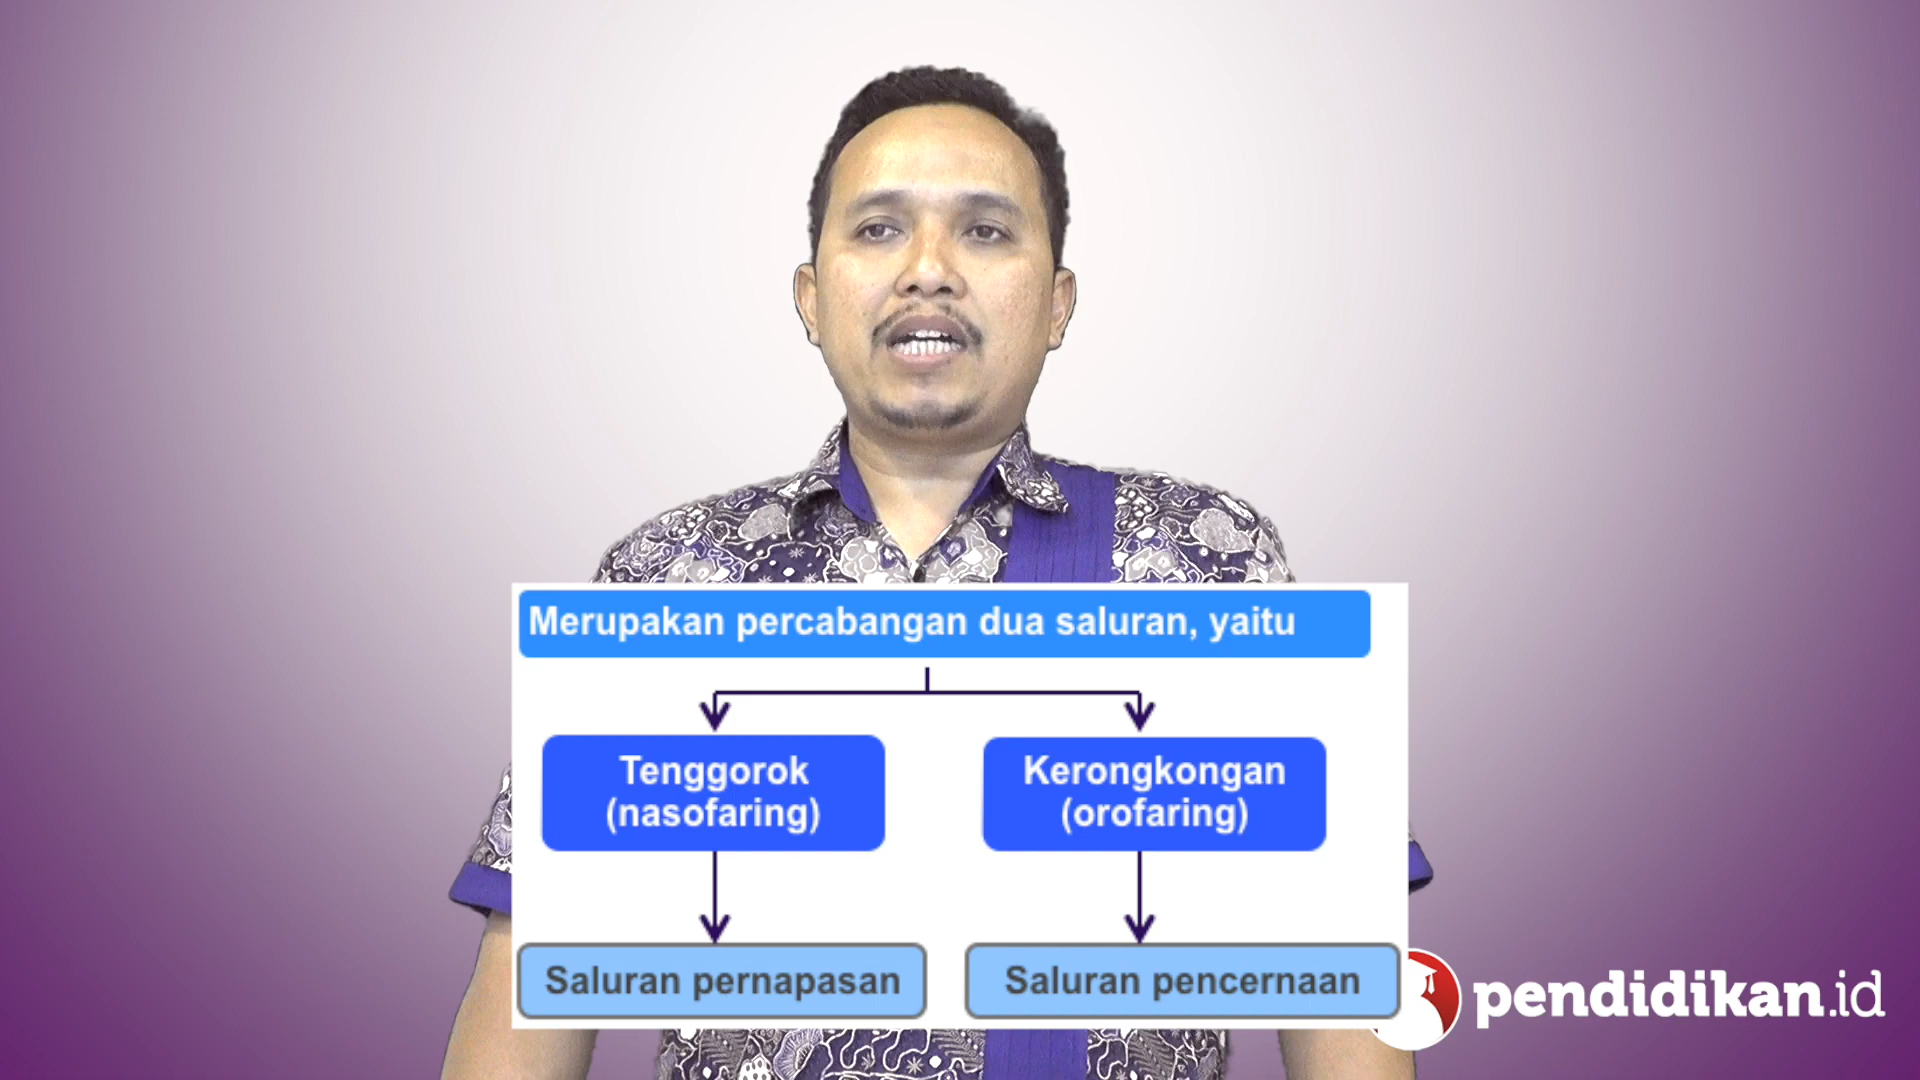 Merupakan percabangan dua saluran, yaitu
Tenggorok
(nasofaring)
Kerongkongan
(orofaring)
Saluran pernapasan
Saluran pencernaan
pendidikan.id